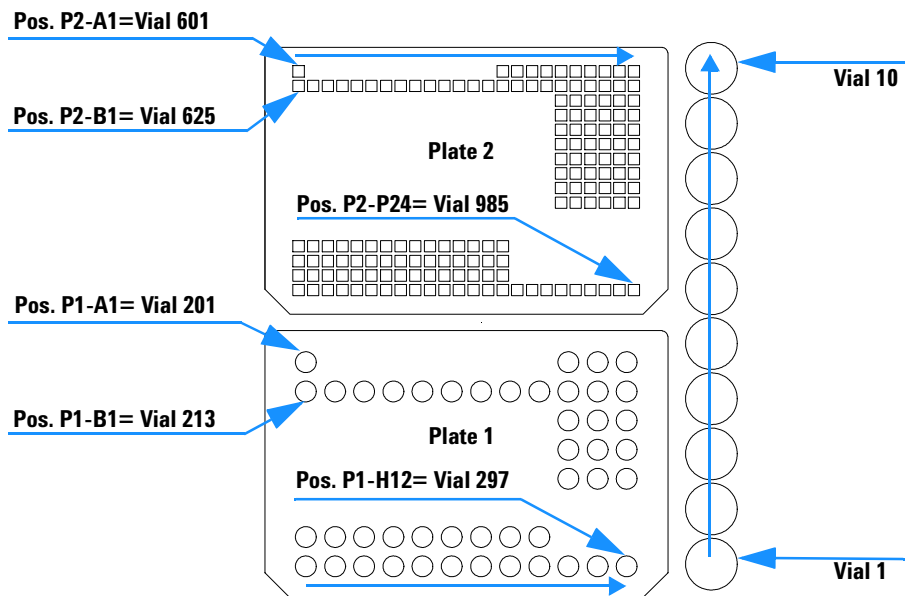 Pos. P2-A1=Vial 601
Vial 10
Pos. P2-B1= Vial 625
Plate 2
Pos. P2-P24= Vial 985
Pos. P1-A1= Vial 201
Pos. P1-B1= Vial 213
Plate 1
Pos. P1-H12= Vial 297
Vial 1